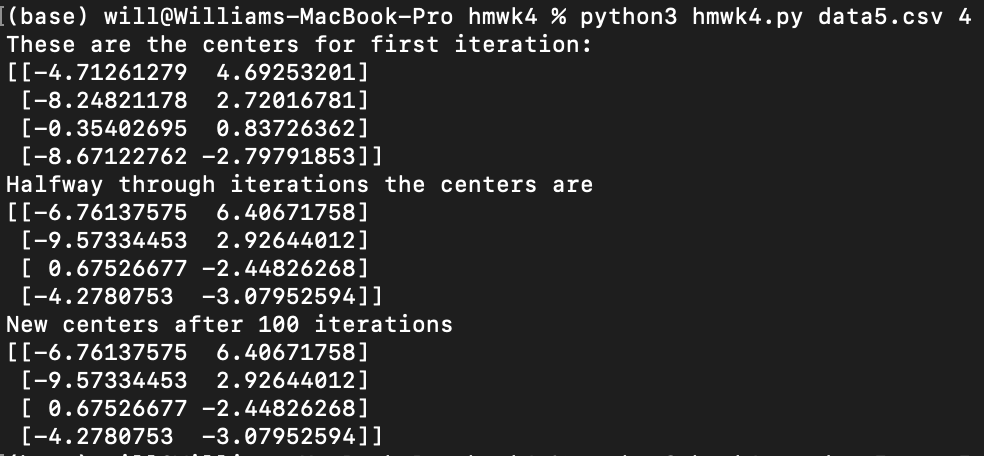 (base) will@Williams-MacBook-Pro hmwk4 % python3 hmwk4.py data5.csv 4
These are the centers for first iteration:
[[-4.71261279  4.69253201]
 [-8.24821178  2.72016781]
 [-0.35402695  0.83726362]
 [-8.67122762 -2.79791853]]
Halfway through iterations the centers are
[[-6.76137575  6.40671758]
 [-9.57334453  2.92644012]
 [ 0.67526677 -2.44826268]
 [-4.2780753  -3.07952594]]
New centers after 100 iterations
[[-6.76137575  6.40671758]
 [-9.57334453  2.92644012]
 [ 0.67526677 -2.44826268]
 [-4.2780753  -3.07952594]]